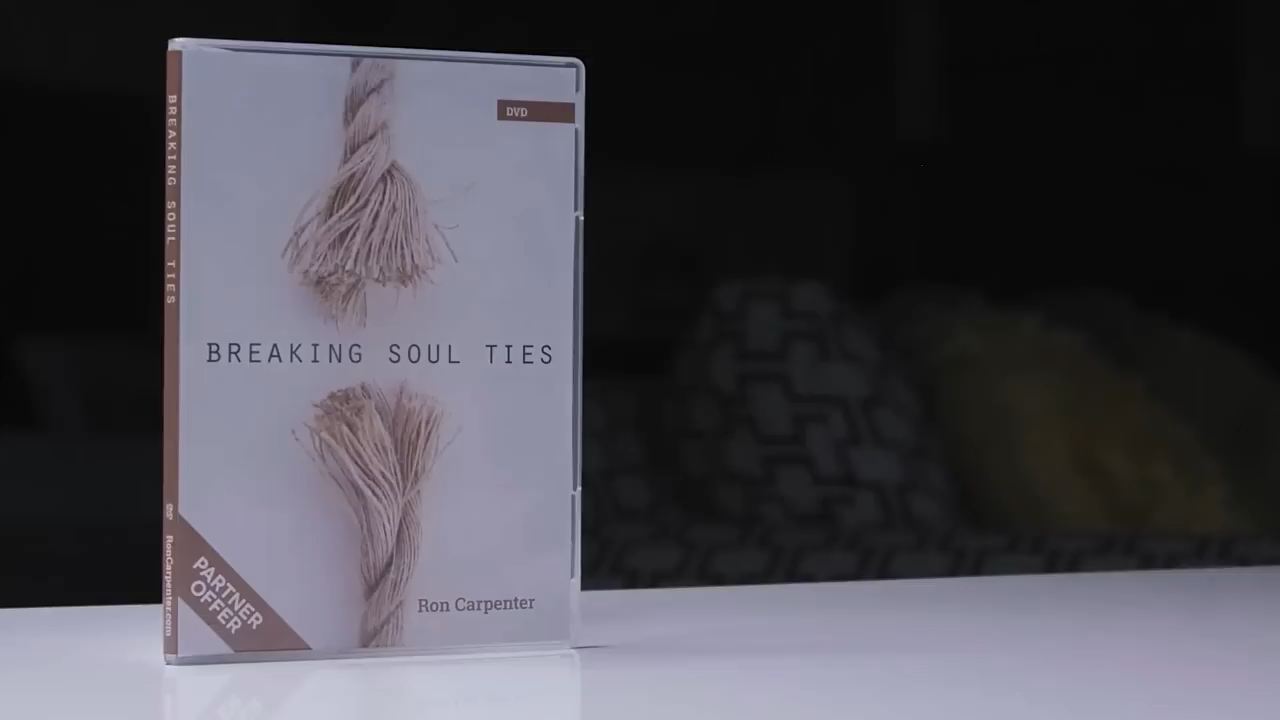 BREAKING SOUL TIES
RonCarpenter.com
DVD
BREAKING SOUL TIES
PARTNER
OFFER
Ron Carpenter